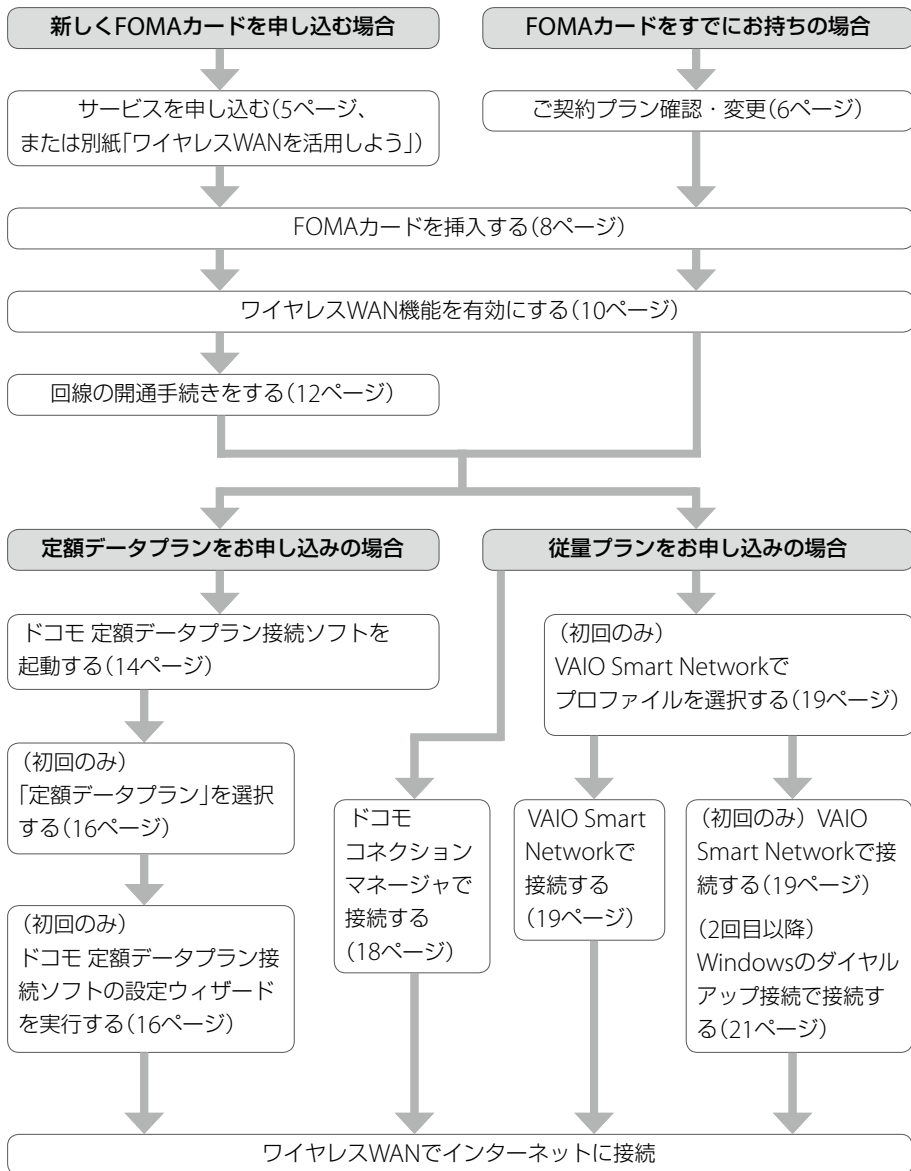 新しくFOMAカードを申し込む場合
FOMAカードをすでにお持ちの場合
サービスを申し込む(5ページ、
または別紙「ワイヤレスWANを活用しよう」)
ご契約プラン確認・変更(6ページ)
FOMAカードを挿入する(8ページ)
ワイヤレスWAN機能を有効にする(10ページ)
回線の開通手続きをする(12ページ)
定額データプランをお申し込みの場合
従量プランをお申し込みの場合
ドコモ 定額データプラン接続ソフトを
起動する(14ページ)
(初回のみ)
「定額データプラン」を選択
する(16ページ)
(初回のみ)
ドコモ 定額データプラン接
続ソフトの設定ウィザード
を実行する(16ページ)
(初回のみ)
VAIO Smart Networkで
プロファイルを選択する(19ページ)
ドコモ
コネクション
マネージャで
接続する
(18ページ)
VAIO Smart
Networkで
接続する
(19ページ)
(初回のみ) VAIO
Smart Networkで接
続する(19ページ)
(2回目以降)
Windowsのダイヤル
アップ接続で接続す
る(21ページ)
ワイヤレスWANでインターネットに接続